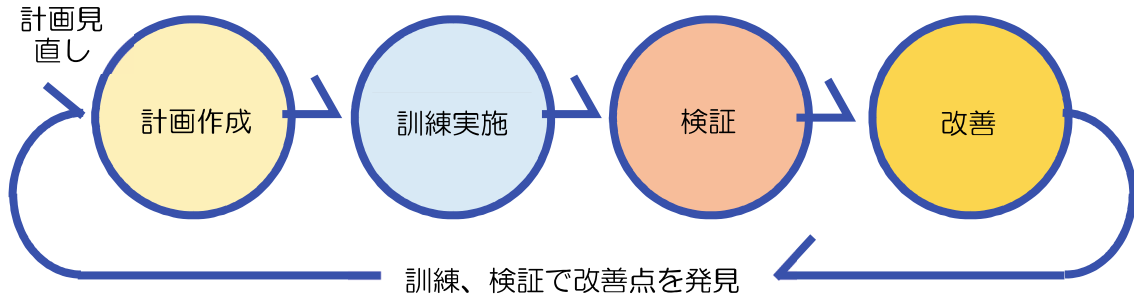 計画見
直し
計画作成
訓練実施
検証
改善
訓練、検証で改善点を発見